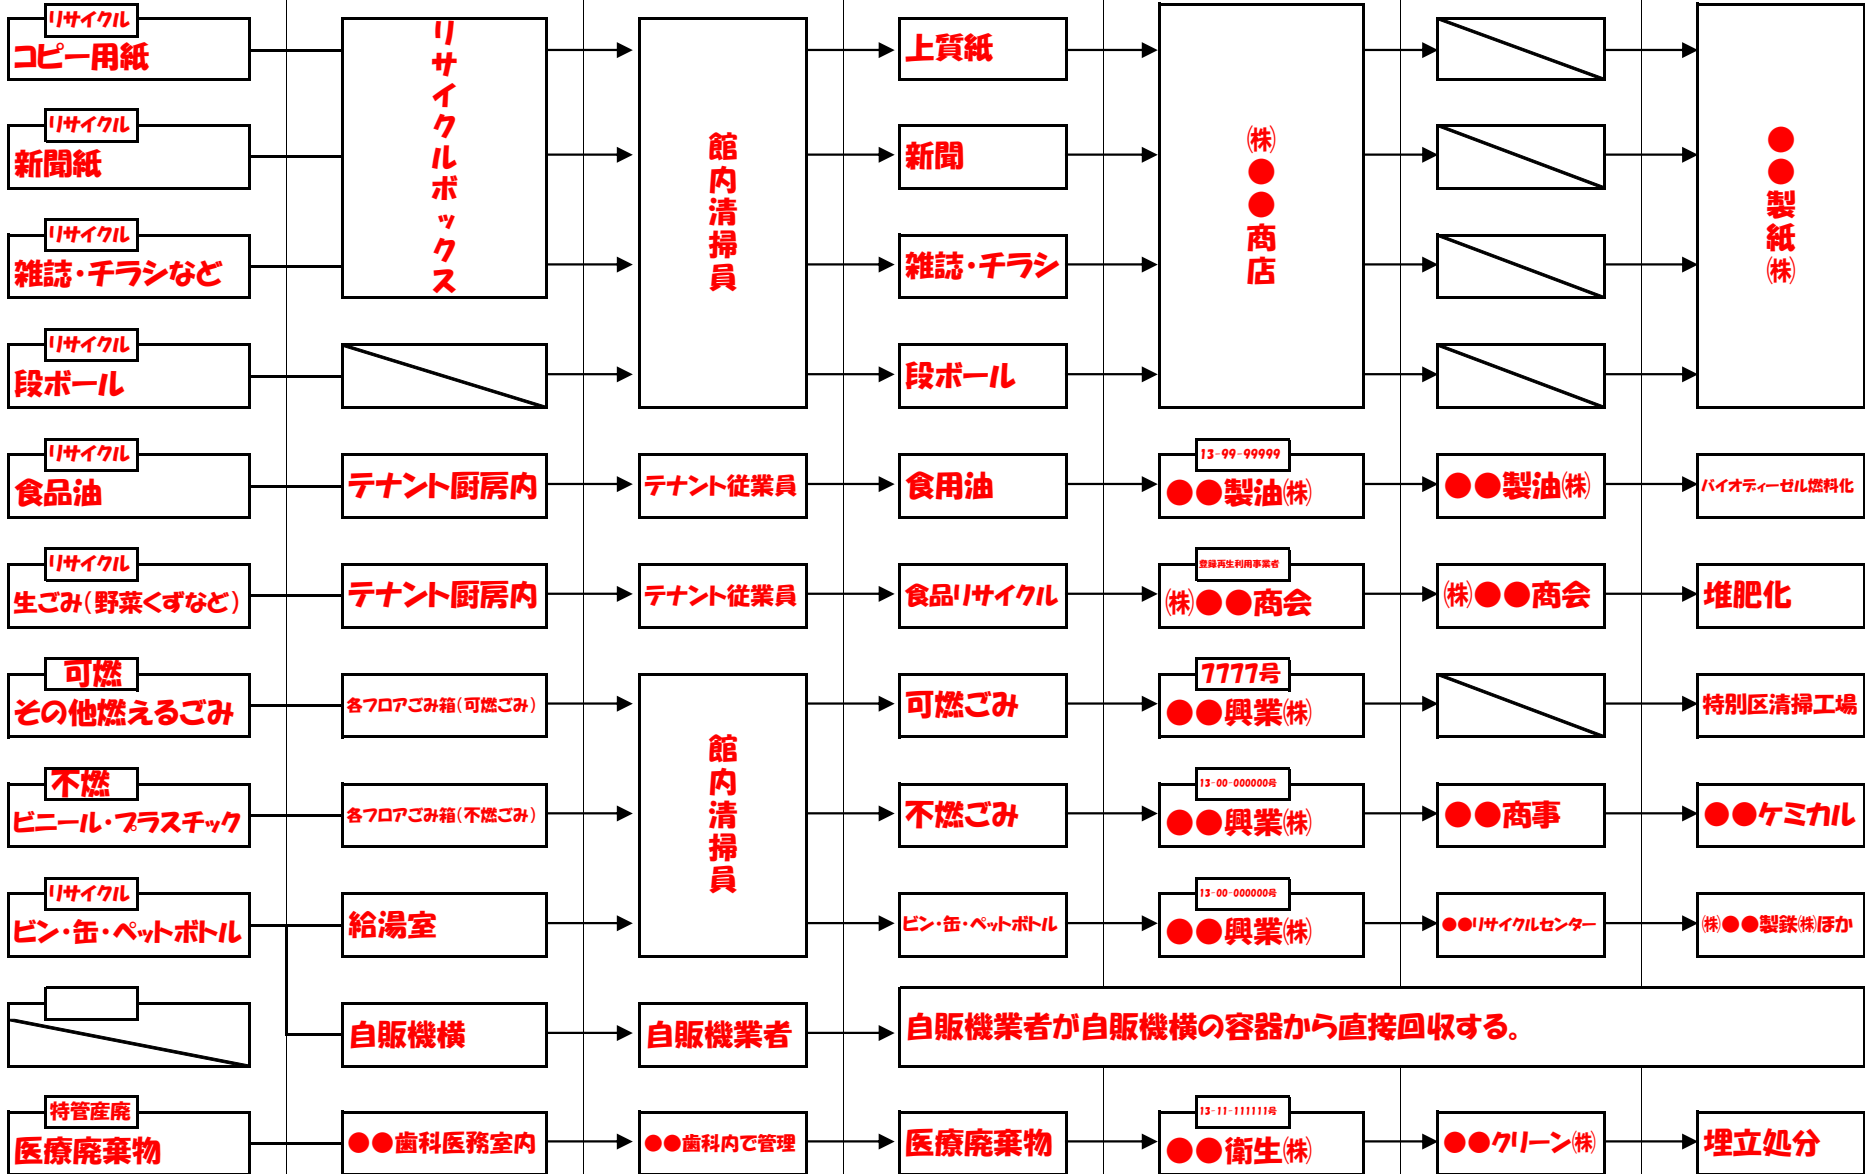 リサイクル
コピー用紙
リサイクル
新聞紙
リサイクル
雑誌・チラシなど
リサイクルボックス
館内清掃員
上質紙
新聞
雑誌・チラシ
㈱●●商店
●●製紙㈱
リサイクル
段ボール
段ボール
リサイクル
食品油
テナント厨房内
テナント従業員
食用油
13-99-99999
●●製油㈱
●●製油㈱
バイオディーゼル燃料化
リサイクル
生ごみ(野菜くずなど)
テナント厨房内
テナント従業員
食品リサイクル
登録再生利用事業者
㈱●●商会
㈱●●商会
堆肥化
可燃
その他燃えるごみ
各フロアごみ箱(可燃ごみ)
館内清掃員
可燃ごみ
7777号
●●興業㈱
特別区清掃工場
不燃
ビニール・プラスチック
各フロアごみ箱(不燃ごみ)
不燃ごみ
13-00-000000号
●●興業㈱
●●商事
●●ケミカル
リサイクル
ビン・缶・ペットボトル
給湯室
ビン・缶・ペットボトル
13-00-000000号
●●興業㈱
●●リサイクルセンター
㈱●●製鉄㈱ほか
自販機横
自販機業者
自販機業者が自販機横の容器から直接回収する。
特管産廃
医療廃棄物
●●歯科医務室内
●●歯科内で管理
医療廃棄物
13-11-111111号
●●衛生㈱
●●クリーン㈱
埋立処分